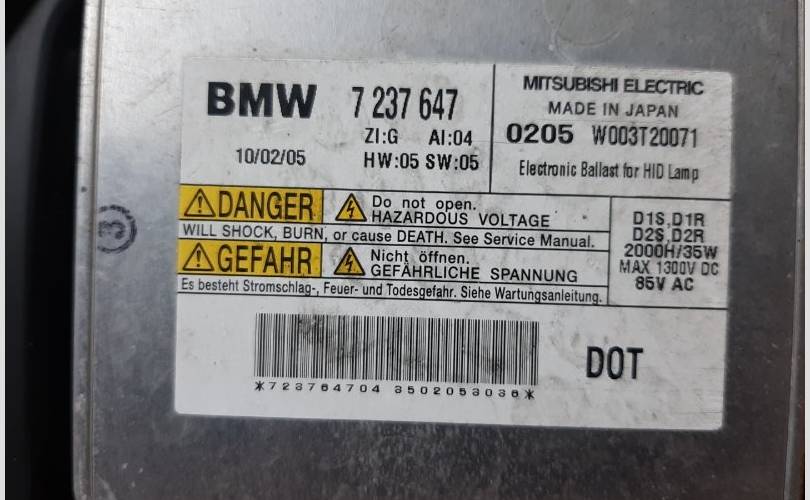 BMW 7 237 647
ZI:G AI:04
10/02/05 HW:05 SW:05
MITSUBISHI ELECTRIC
MADE IN JAPAN
0205 W003T20071
Electronic Ballast for HID Lamp
DANGER Do not open.
HAZARDOUS VOLTAGE
WILL SHOCK, BURN, or cause DEATH. See Service Manual.
GEFAHR Nicht öffnen.
GEFÄHRLICHE SPANNUNG
Es besteht Stromschlag-, Feuer- und Todesgefahr. Siehe Wartungsanleitung.
D1S,D1R
D2S,D2R
2000H/35W
MAX 1300V DC
85V AC
*723764704 3502053036*
DOT
3